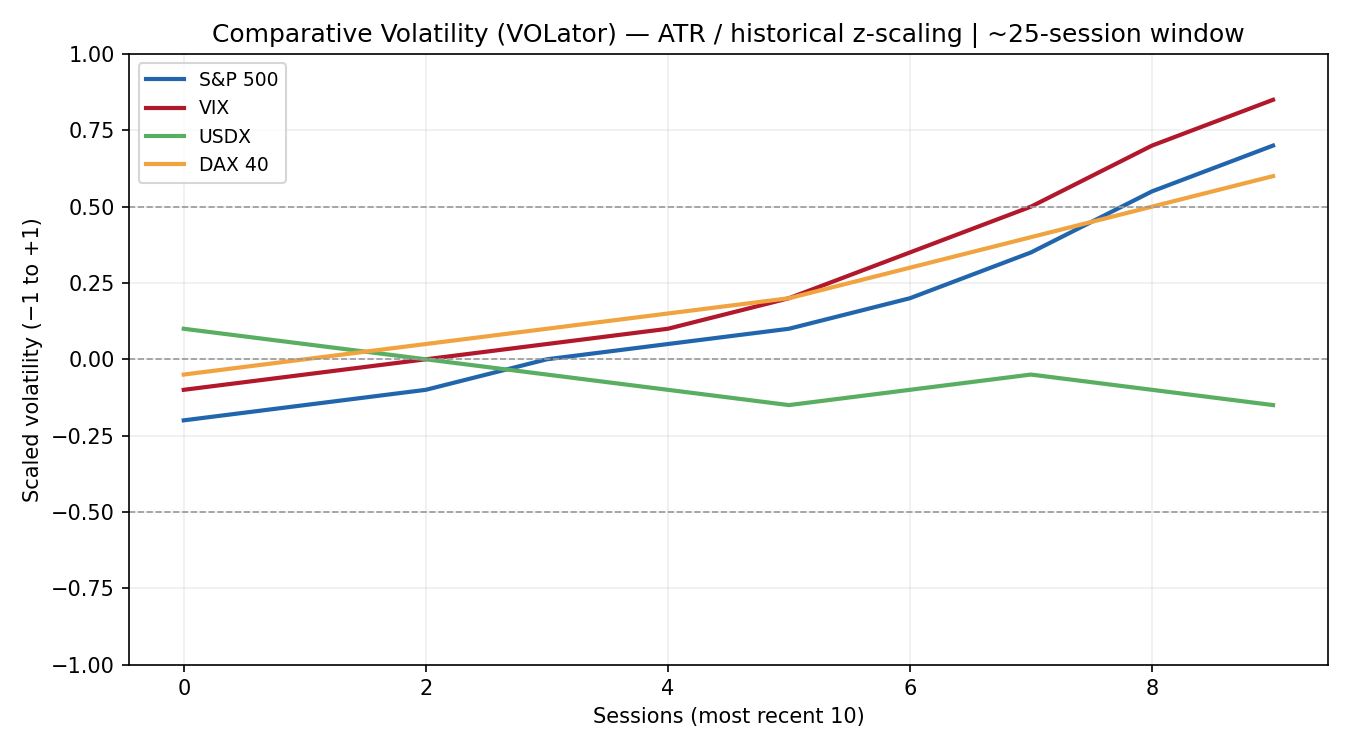 Comparative Volatility (VOLator) — ATR / historical z-scaling | ~25-session window
S&P 500
VIX
USDX
DAX 40
Scaled volatility (−1 to +1)
1.00
0.75
0.50
0.25
0.00
−0.25
−0.50
−0.75
−1.00
0
2
4
6
8
Sessions (most recent 10)